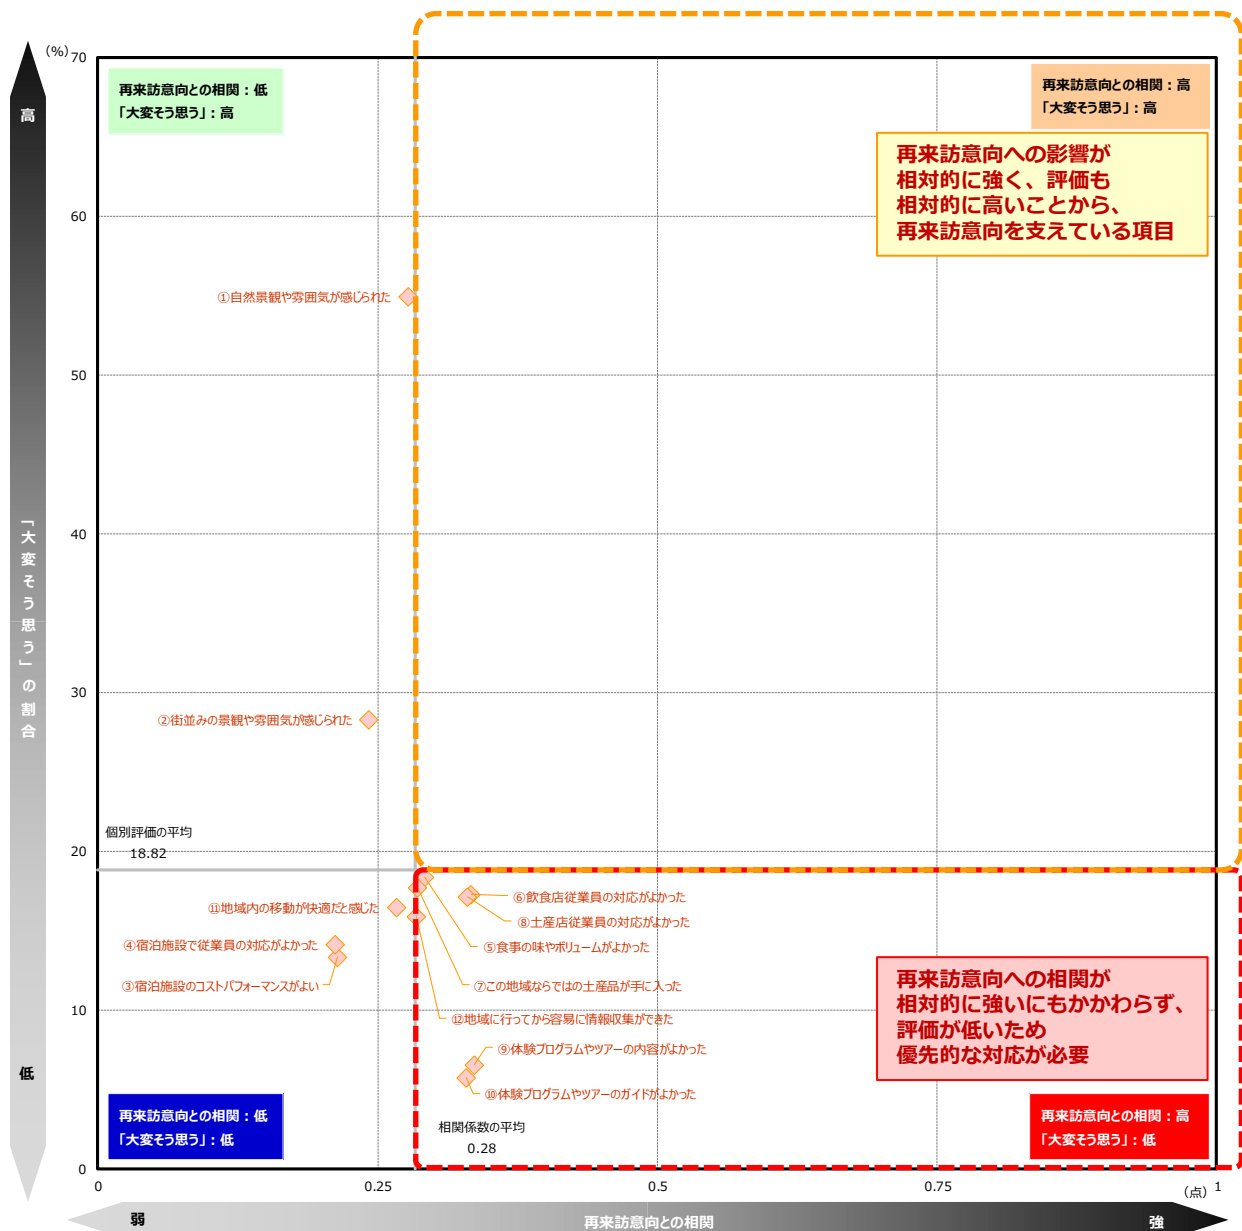 (%)
70
再来訪意向との相関：低
「大変そう思う」：高
再来訪意向との相関：高
「大変そう思う」：高
高
再来訪意向への影響が
相対的に強く、評価も
相対的に高いことから、
再来訪意向を支えている項目
60
①自然景観や雰囲気が感じられた
50
40
「大変そう思う」の割合
30
②街並みの景観や雰囲気が感じられた
個別評価の平均
18.82
20
⑥飲食店従業員の対応がよかった
⑪地域内の移動が快適だと感じた
⑧土産店従業員の対応がよかった
④宿泊施設で従業員の対応がよかった
⑤食事の味やボリュームがよかった
③宿泊施設のコストパフォーマンスがよい
⑦この地域ならではの土産品が手に入った
再来訪意向への相関が
相対的に強いにもかかわらず、
評価が低いため
優先的な対応が必要
10
⑫地域に行ってから容易に情報収集ができた
⑨体験プログラムやツアーの内容がよかった
低
⑩体験プログラムやツアーのガイドがよかった
再来訪意向との相関：低
「大変そう思う」：低
相関係数の平均
0.28
再来訪意向との相関：高
「大変そう思う」：低
0
0
0.25
0.5
0.75
(点)
1
弱
再来訪意向との相関
強